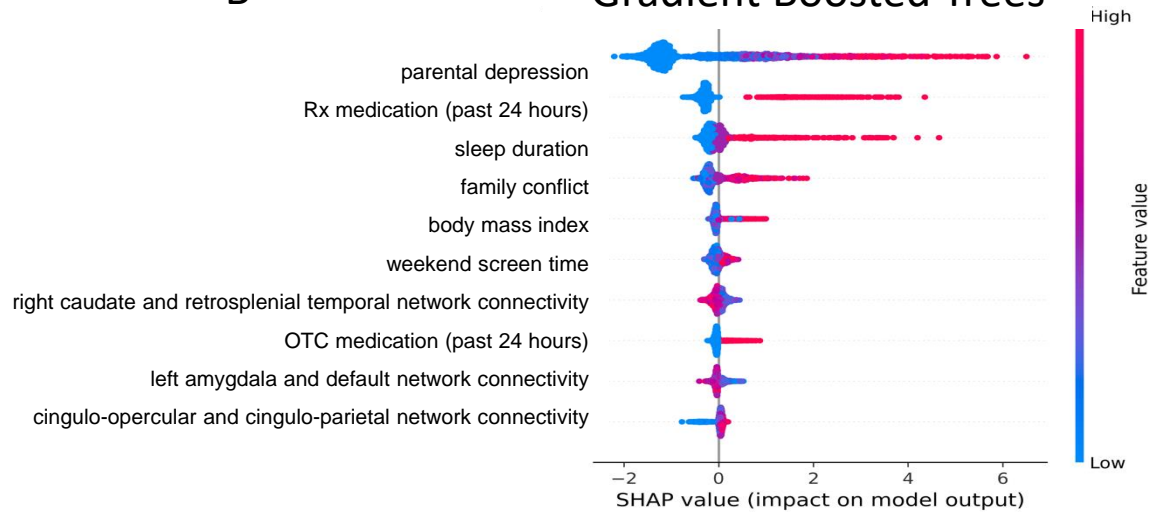 Gradient Boosted Trees
High
parental depression
Rx medication (past 24 hours)
sleep duration
family conflict
body mass index
weekend screen time
right caudate and retrosplenial temporal network connectivity
OTC medication (past 24 hours)
left amygdala and default network connectivity
cingulo-opercular and cingulo-parietal network connectivity
Feature value
Low
−2 0 2 4 6
SHAP value (impact on model output)